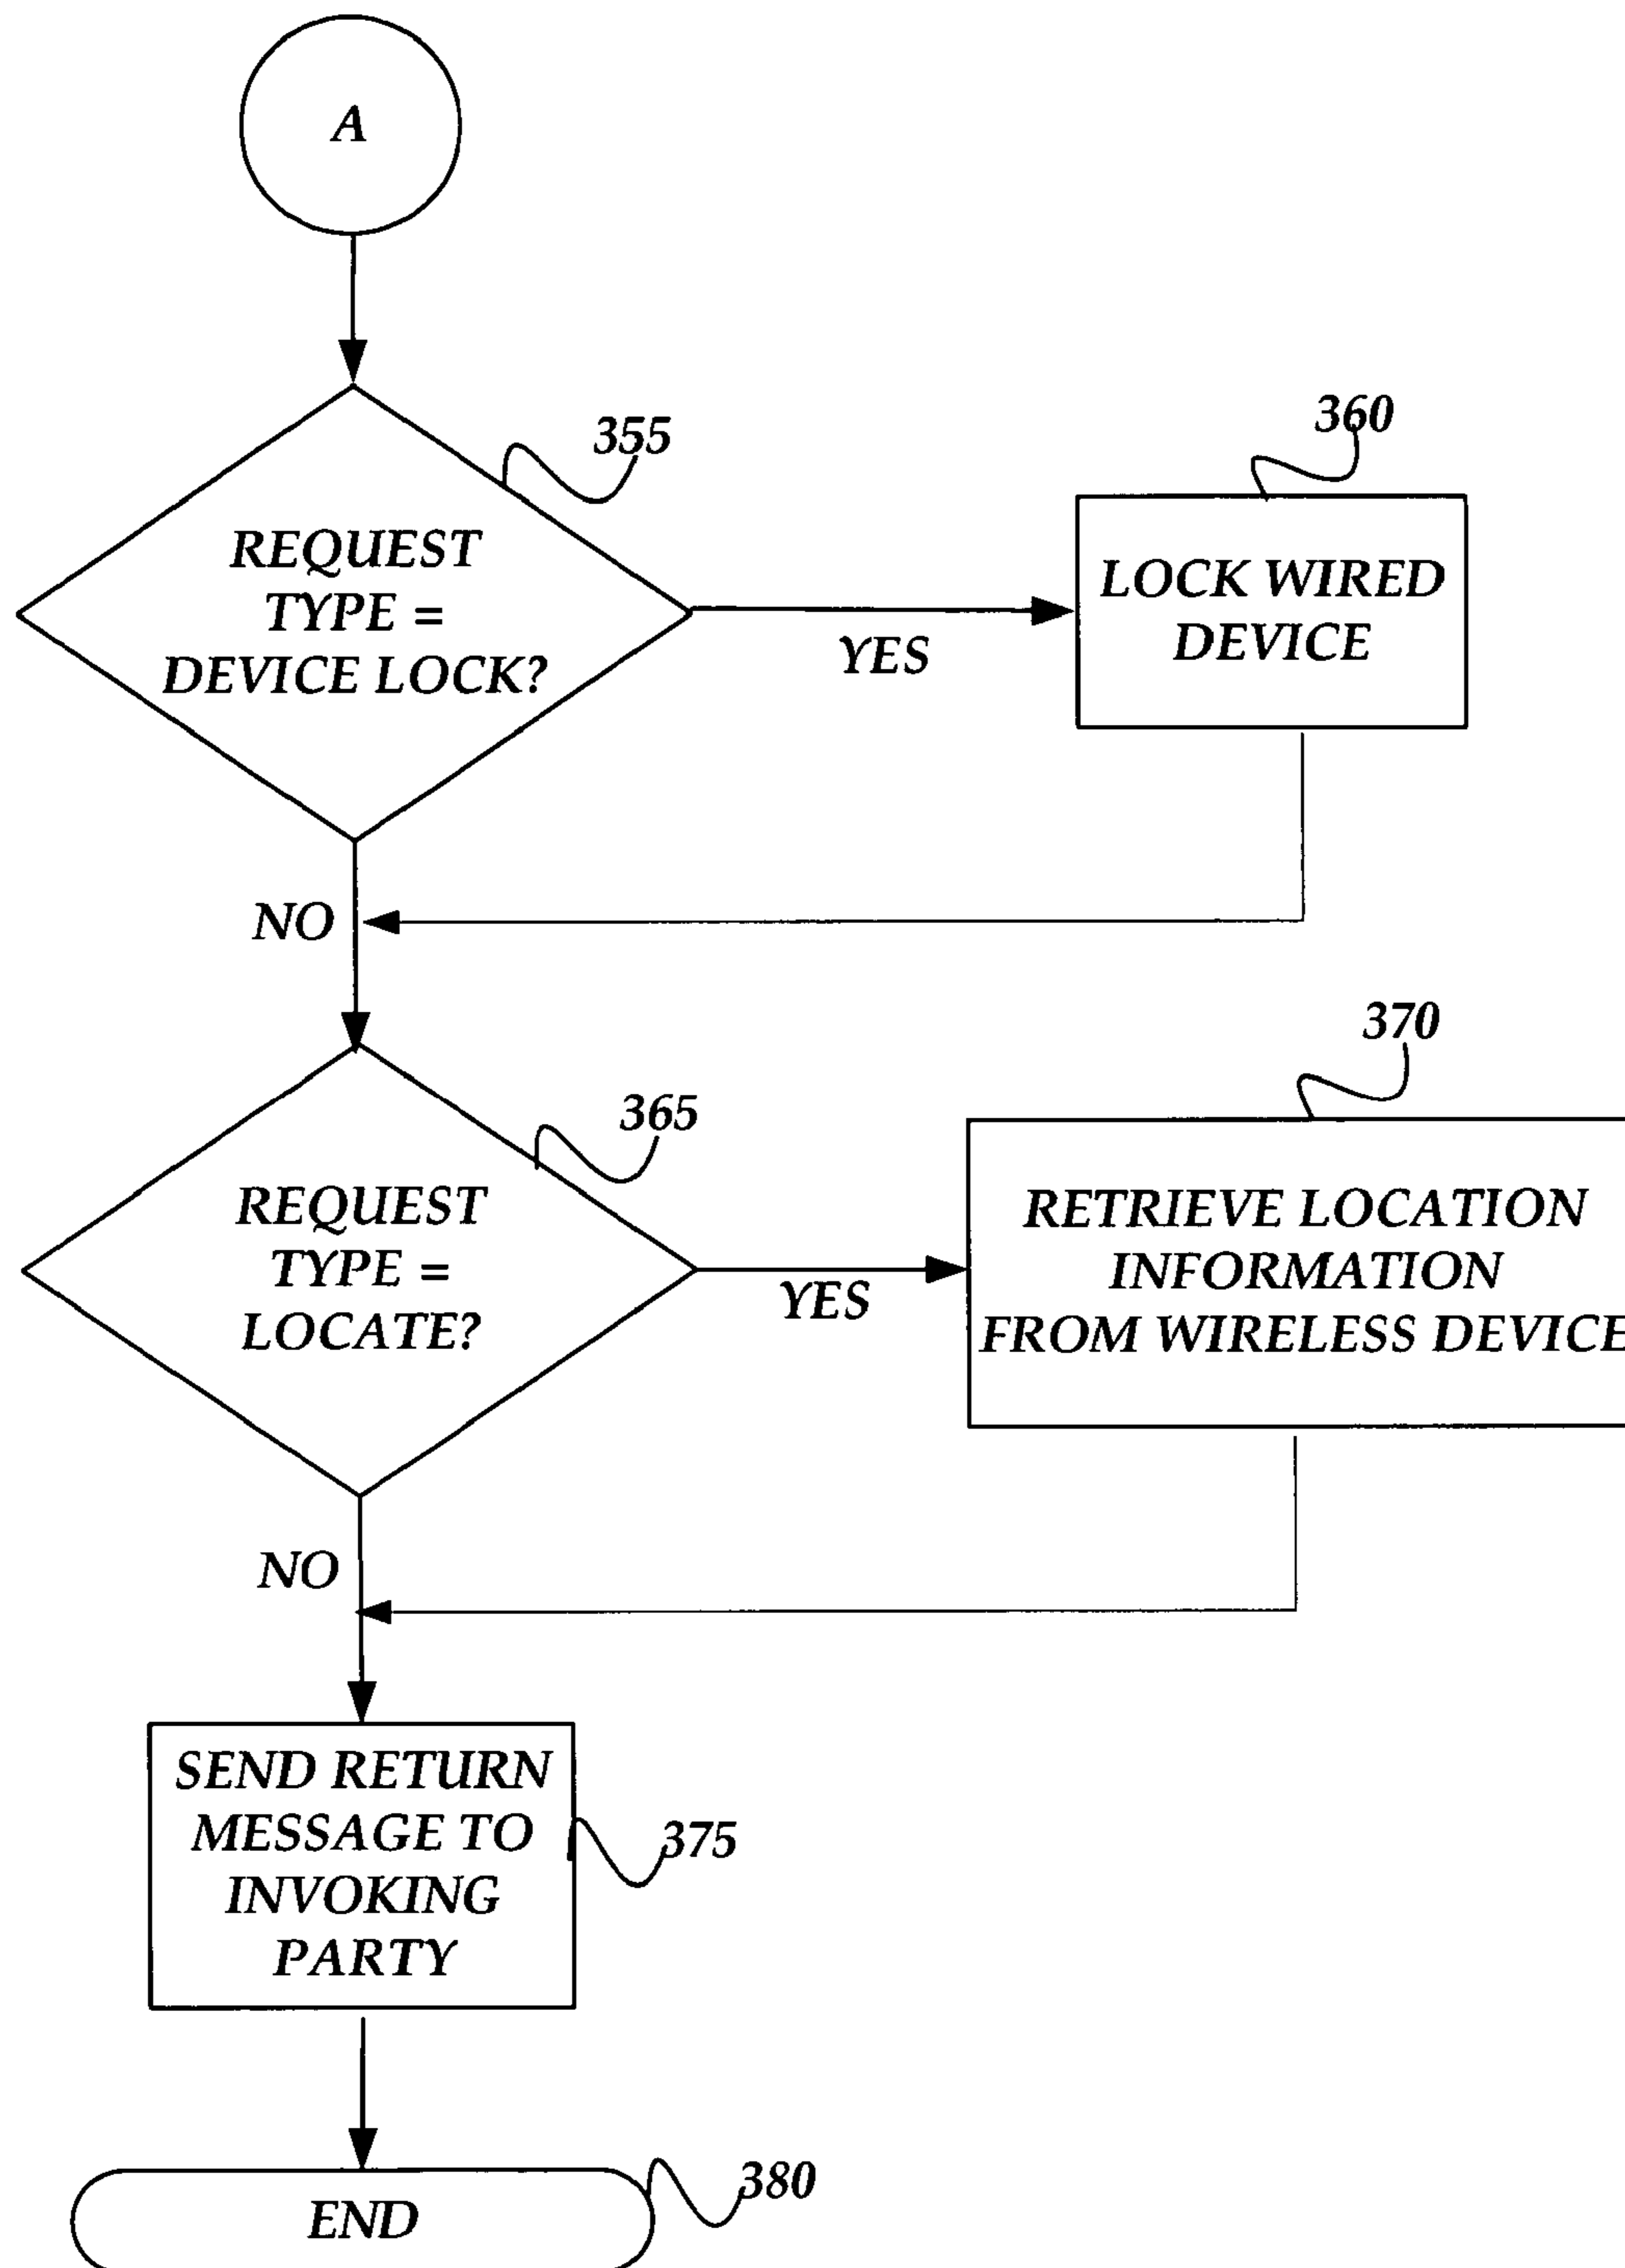 A
355
REQUEST
TYPE =
DEVICE LOCK?
YES
360
LOCK WIRED
DEVICE
NO
365
REQUEST
TYPE =
LOCATE?
YES
370
RETRIEVE LOCATION
INFORMATION
FROM WIRELESS DEVICE
NO
SEND RETURN
MESSAGE TO
INVOKING
PARTY
375
END
380